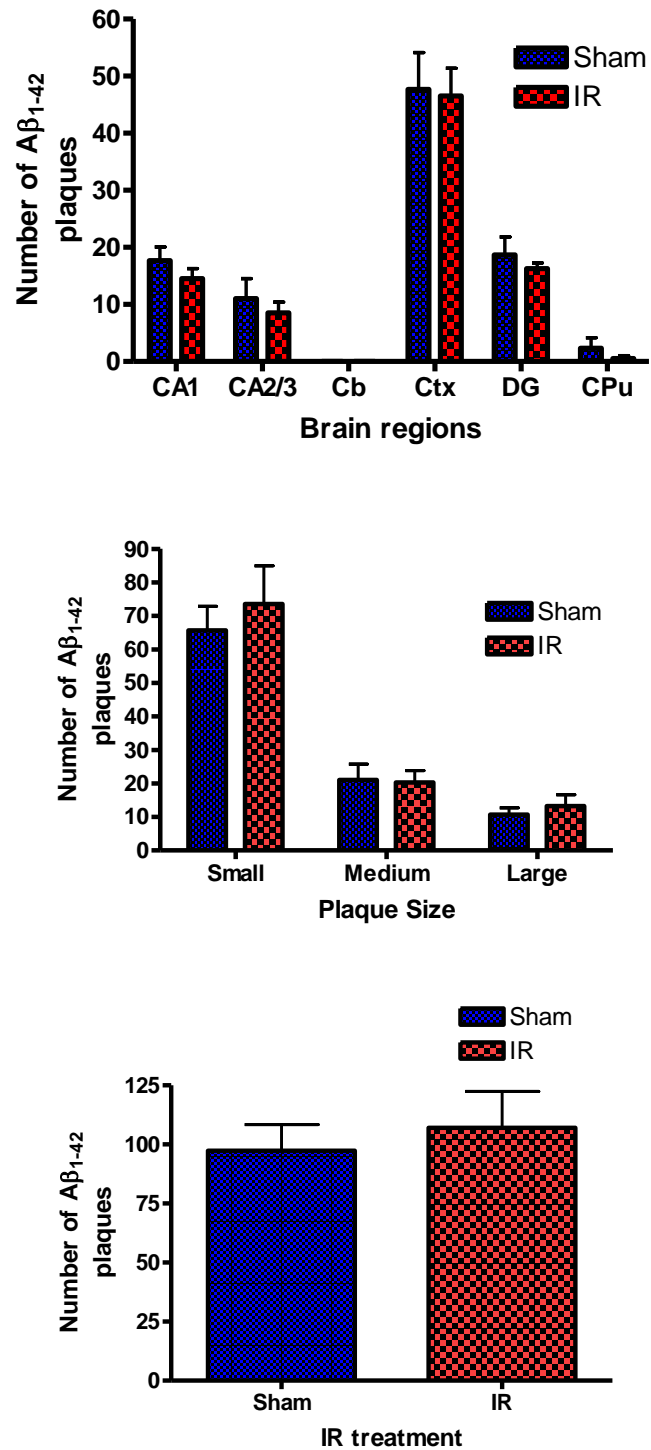 Number of Aβ1-42
plaques
60
50
40
30
20
10
0
Sham
IR
CA1 CA2/3 Cb Ctx DG CPu
Brain regions
Number of Aβ1-42
plaques
90
80
70
60
50
40
30
20
10
0
Sham
IR
Small Medium Large
Plaque Size
Sham
IR
Number of Aβ1-42
plaques
125
100
75
50
25
0
Sham IR
IR treatment